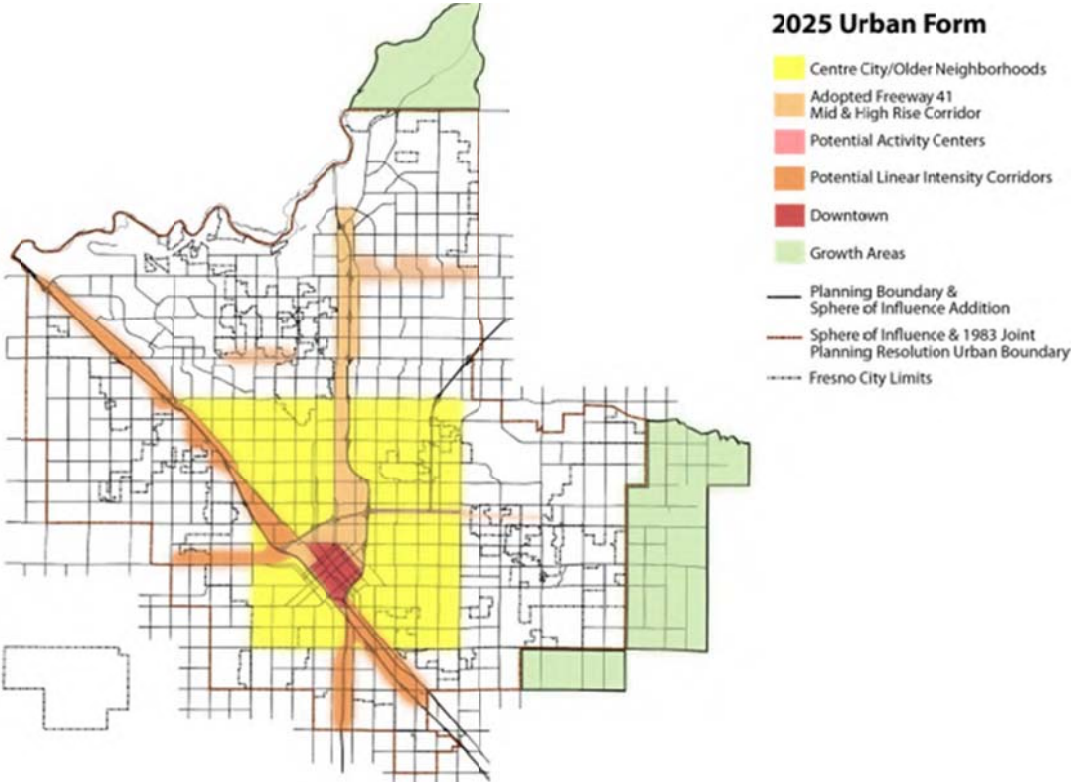 2025 Urban Form
Centre City/Older Neighborhoods
Adopted Freeway 41
Mid & High Rise Corridor
Potential Activity Centers
Potential Linear Intensity Corridors
Downtown
Growth Areas
Planning Boundary &
Sphere of Influence Addition
Sphere of Influence & 1983 Joint
Planning Resolution Urban Boundary
Fresno City Limits